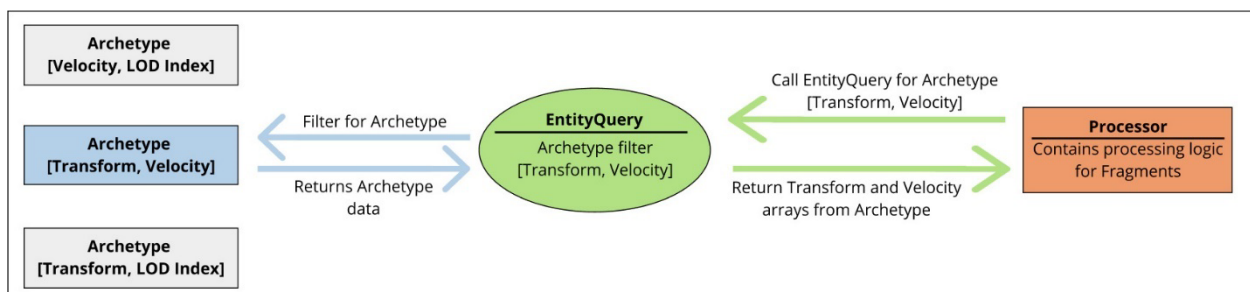 Archetype
[Velocity, LOD Index]
Archetype
[Transform, Velocity]
Archetype
[Transform, LOD Index]
Filter for Archetype
Returns Archetype
data
EntityQuery
Archetype filter
[Transform, Velocity]
Call EntityQuery for Archetype
[Transform, Velocity]
Return Transform and Velocity
arrays from Archetype
Processor
Contains processing logic
for Fragments